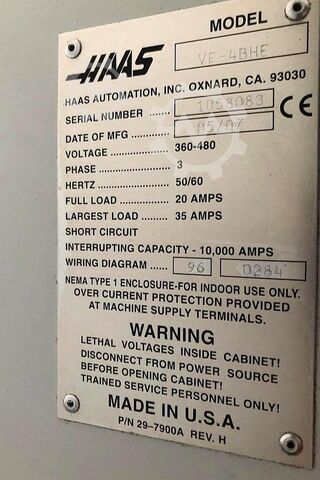 MODEL
HAAS VF-4BHE
HAAS AUTOMATION, INC. OXNARD, CA. 93030
SERIAL NUMBER 1058083 CE
DATE OF MFG 05/07
VOLTAGE 360-480
PHASE 3
HERTZ 50/60
FULL LOAD 20 AMPS
LARGEST LOAD 35 AMPS
SHORT CIRCUIT
INTERRUPTING CAPACITY - 10,000 AMPS
WIRING DIAGRAM 96 0284
NEMA TYPE 1 ENCLOSURE-FOR INDOOR USE ONLY.
OVER CURRENT PROTECTION PROVIDED
AT MACHINE SUPPLY TERMINALS.
WARNING
LETHAL VOLTAGES INSIDE CABINET!
DISCONNECT FROM POWER SOURCE
BEFORE OPENING CABINET!
TRAINED SERVICE PERSONNEL ONLY!
MADE IN U.S.A.
P/N 29-7900A REV. H